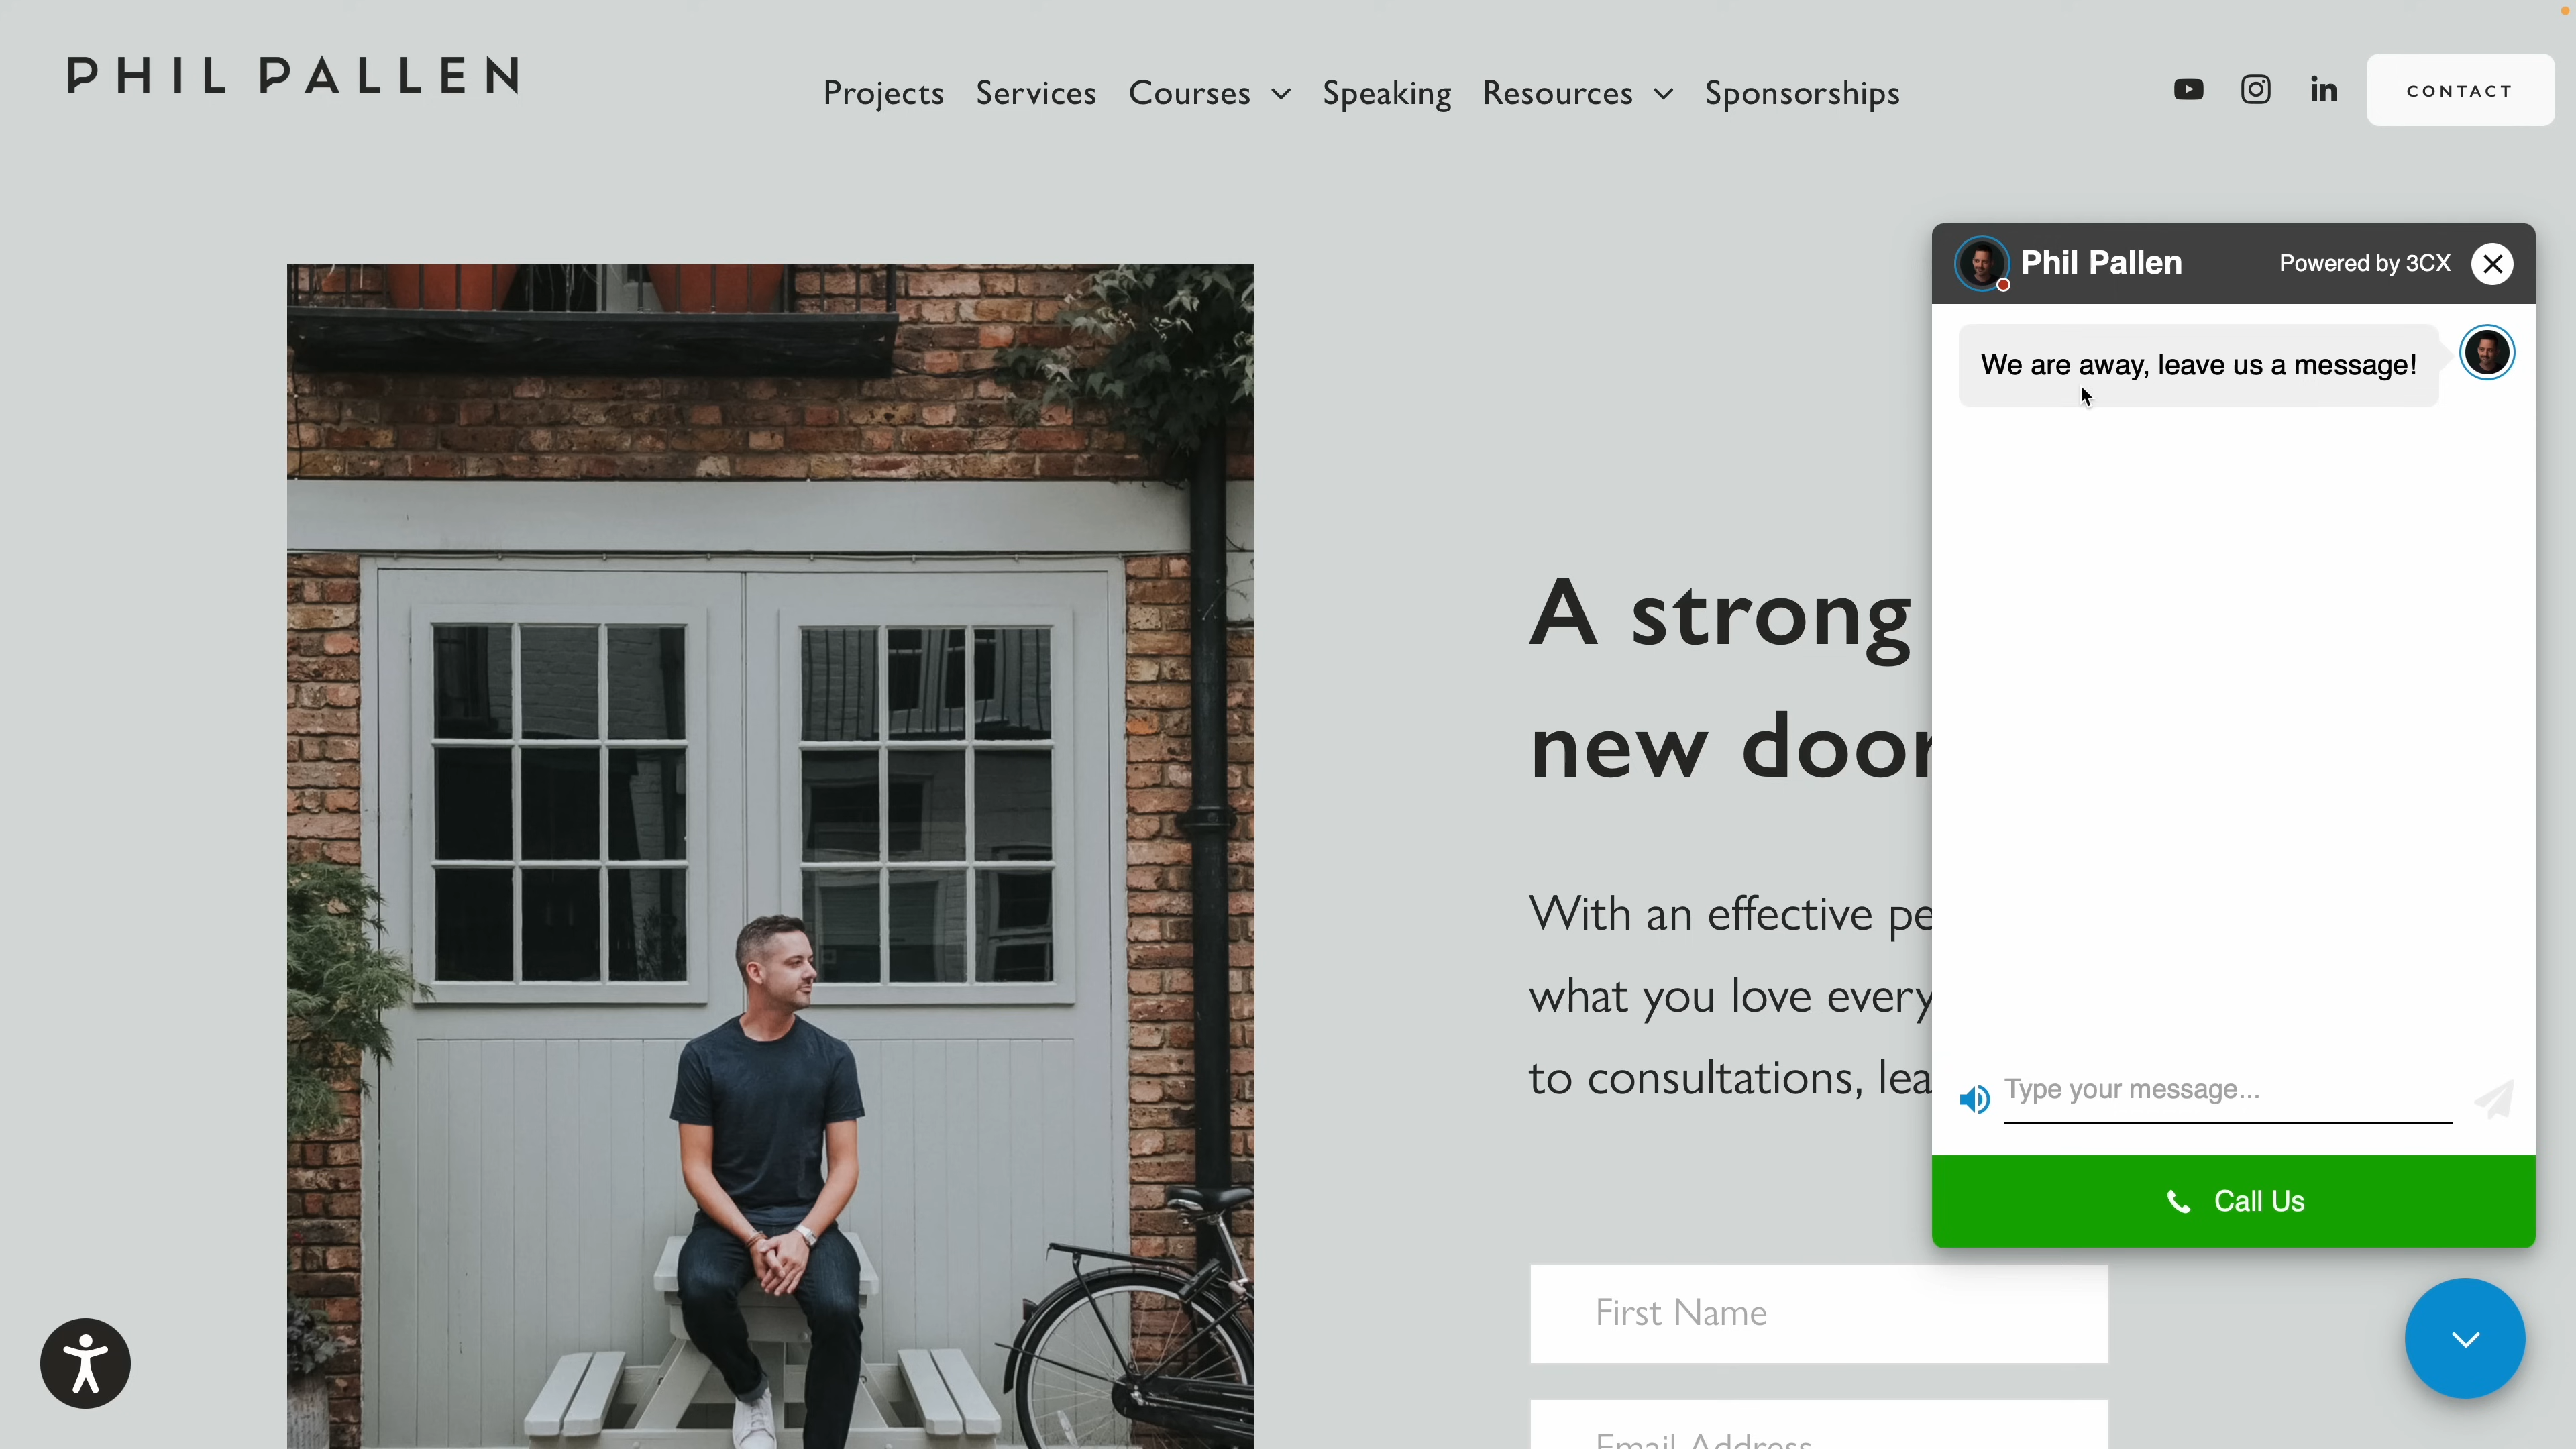 PHIL PALLEN
Projects Services Courses Speaking Resources Sponsorships
CONTACT
Phil Pallen Powered by 3CX
We are away, leave us a message!
A strong
new door
With an effective pe
what you love every
to consultations, lea
Type your message...
Call Us
First Name
Email Address